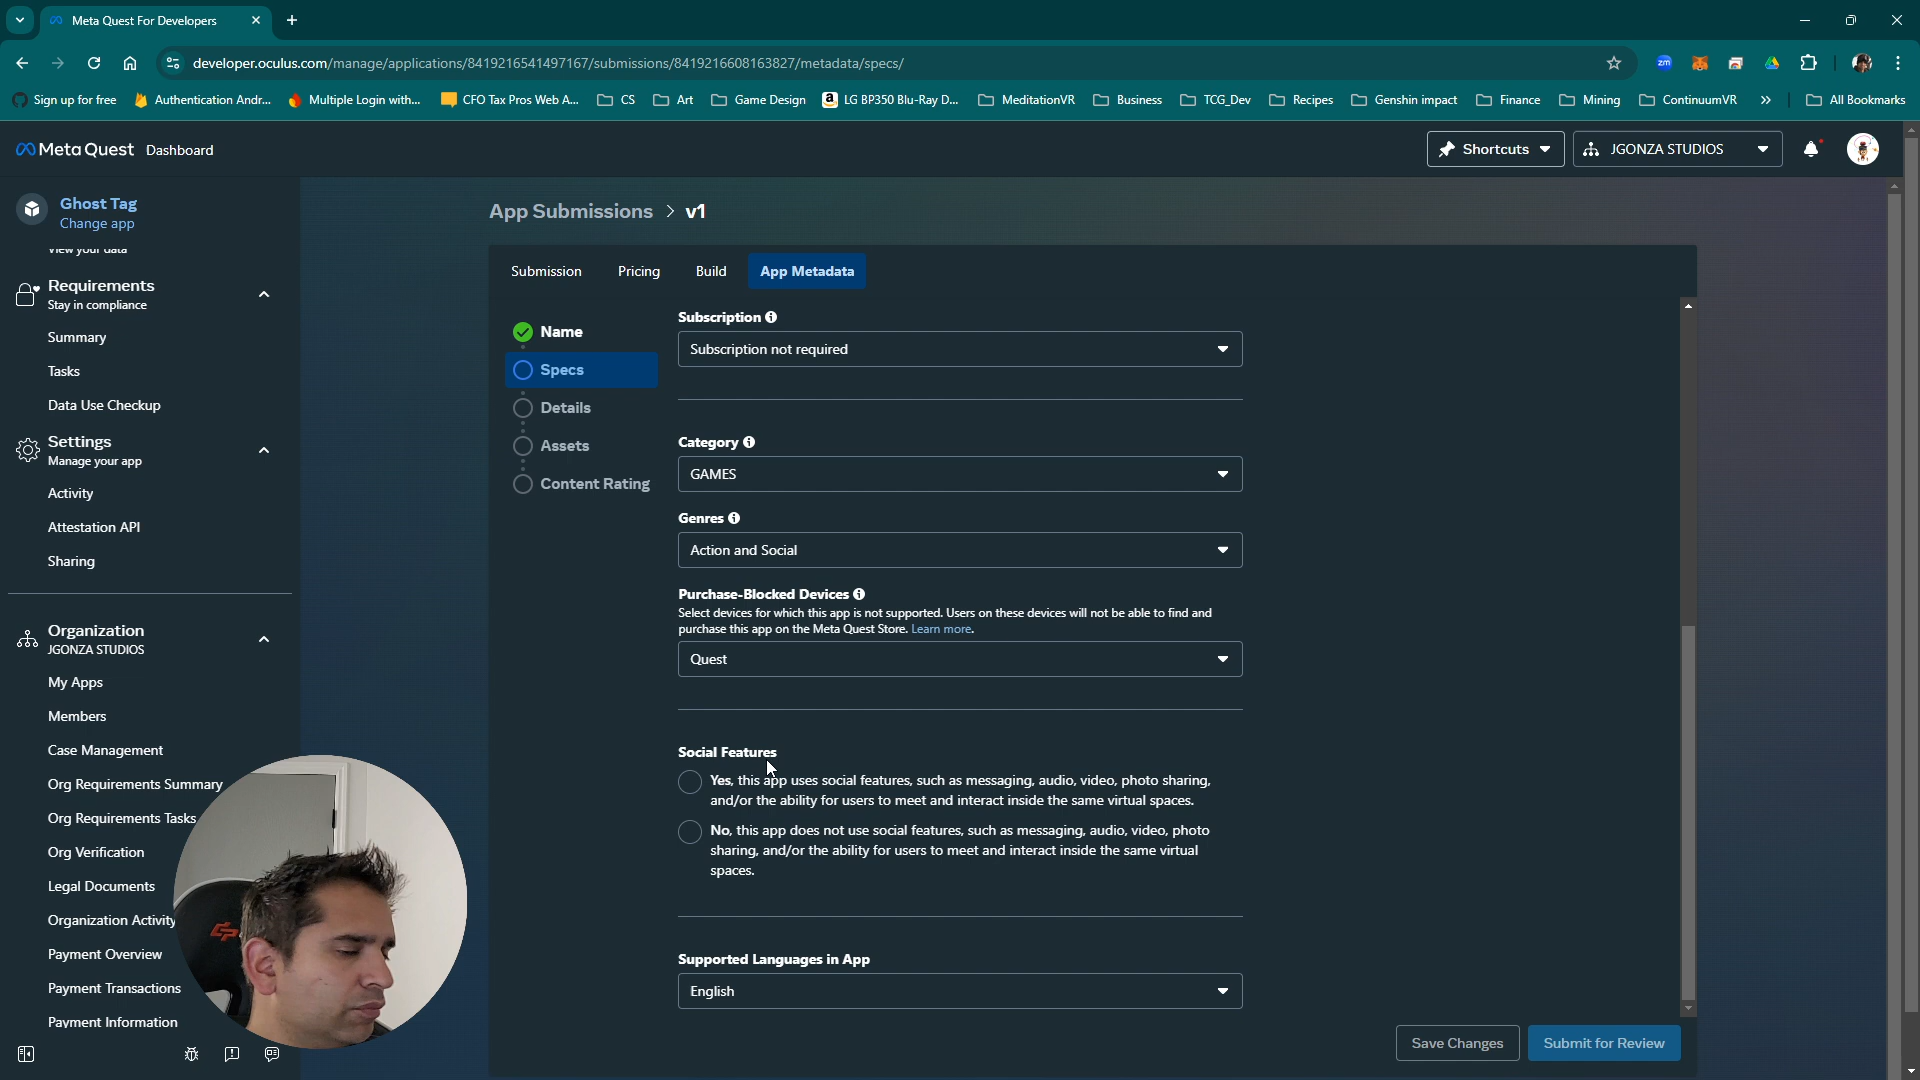 Meta Quest For Developers
developer.oculus.com/manage/applications/8419216541497167/submissions/8419216608163827/metadata/specs/
zm
Sign up for free
Authentication Andr...
Multiple Login with...
CFO Tax Pros Web A...
CS
Art
Game Design
LG BP350 Blu-Ray D...
MeditationVR
Business
TCG_Dev
Recipes
Genshin impact
Finance
Mining
ContinuumVR
All Bookmarks
Meta Quest Dashboard
Shortcuts
JGONZA STUDIOS
Ghost Tag
Change app
View your data
Requirements
Stay in compliance
Summary
Tasks
Data Use Checkup
Settings
Manage your app
Activity
Attestation API
Sharing
Organization
JGONZA STUDIOS
My Apps
Members
Case Management
Org Requirements Summary
Org Requirements Tasks
Org Verification
Legal Documents
Organization Activity
Payment Overview
Payment Transactions
Payment Information
App Submissions > v1
Submission
Pricing
Build
App Metadata
Name
Specs
Details
Assets
Content Rating
Subscription
Subscription not required
Category
GAMES
Genres
Action and Social
Purchase-Blocked Devices
Select devices for which this app is not supported. Users on these devices will not be able to find and
purchase this app on the Meta Quest Store. Learn more.
Quest
Social Features
Yes, this app uses social features, such as messaging, audio, video, photo sharing,
and/or the ability for users to meet and interact inside the same virtual spaces.
No, this app does not use social features, such as messaging, audio, video, photo
sharing, and/or the ability for users to meet and interact inside the same virtual
spaces.
Supported Languages in App
English
Save Changes
Submit for Review